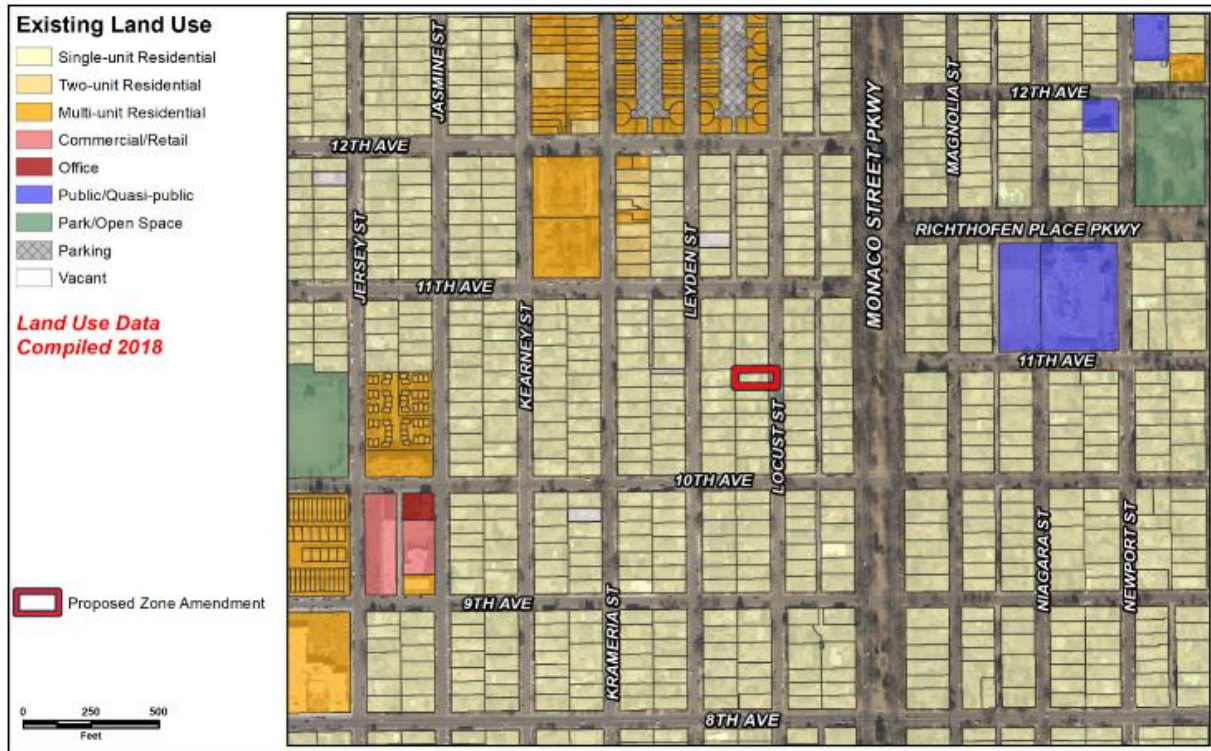 Existing Land Use
Single-unit Residential
Two-unit Residential
Multi-unit Residential
Commercial/Retail
Office
Public/Quasi-public
Park/Open Space
Parking
Vacant
Land Use Data
Compiled 2018
Proposed Zone Amendment
0 250 500
Feet
JASMINE ST
MAGNOLIA ST
12TH AVE
12TH AVE
MONACO STREET PKWY
RICHTHOFEN PLACE PKWY
JERSEY ST
LEYDEN ST
11TH AVE
KEARNEY ST
11TH AVE
LOCUST ST
10TH AVE
NIAGARA ST
NEWPORT ST
9TH AVE
KRAMERIA ST
8TH AVE